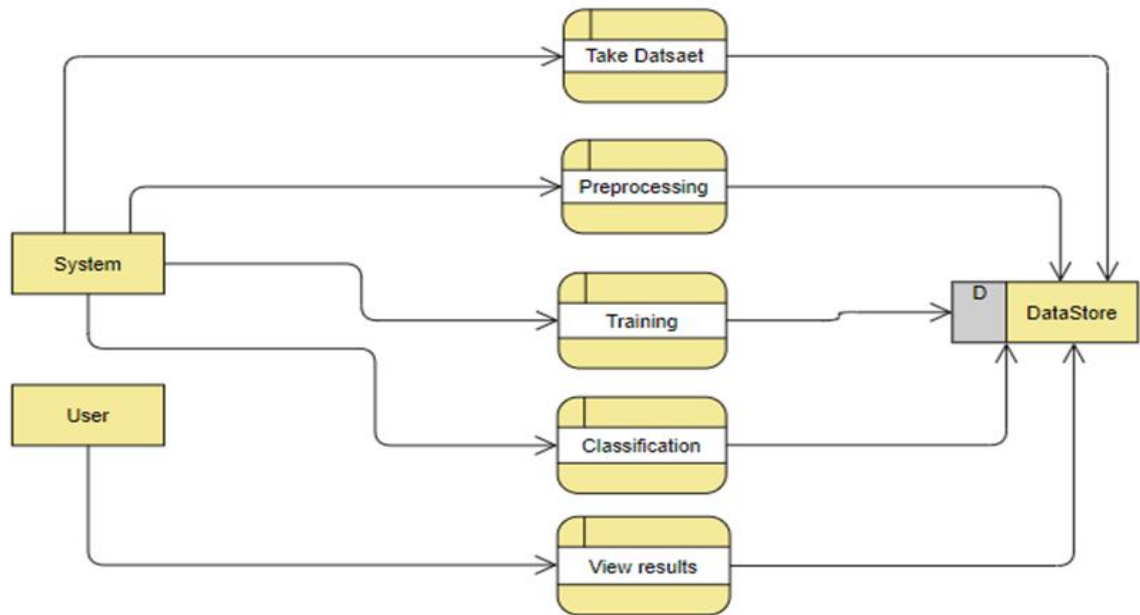 Take Datsaet
Preprocessing
System
Training
D
DataStore
User
Classification
View results